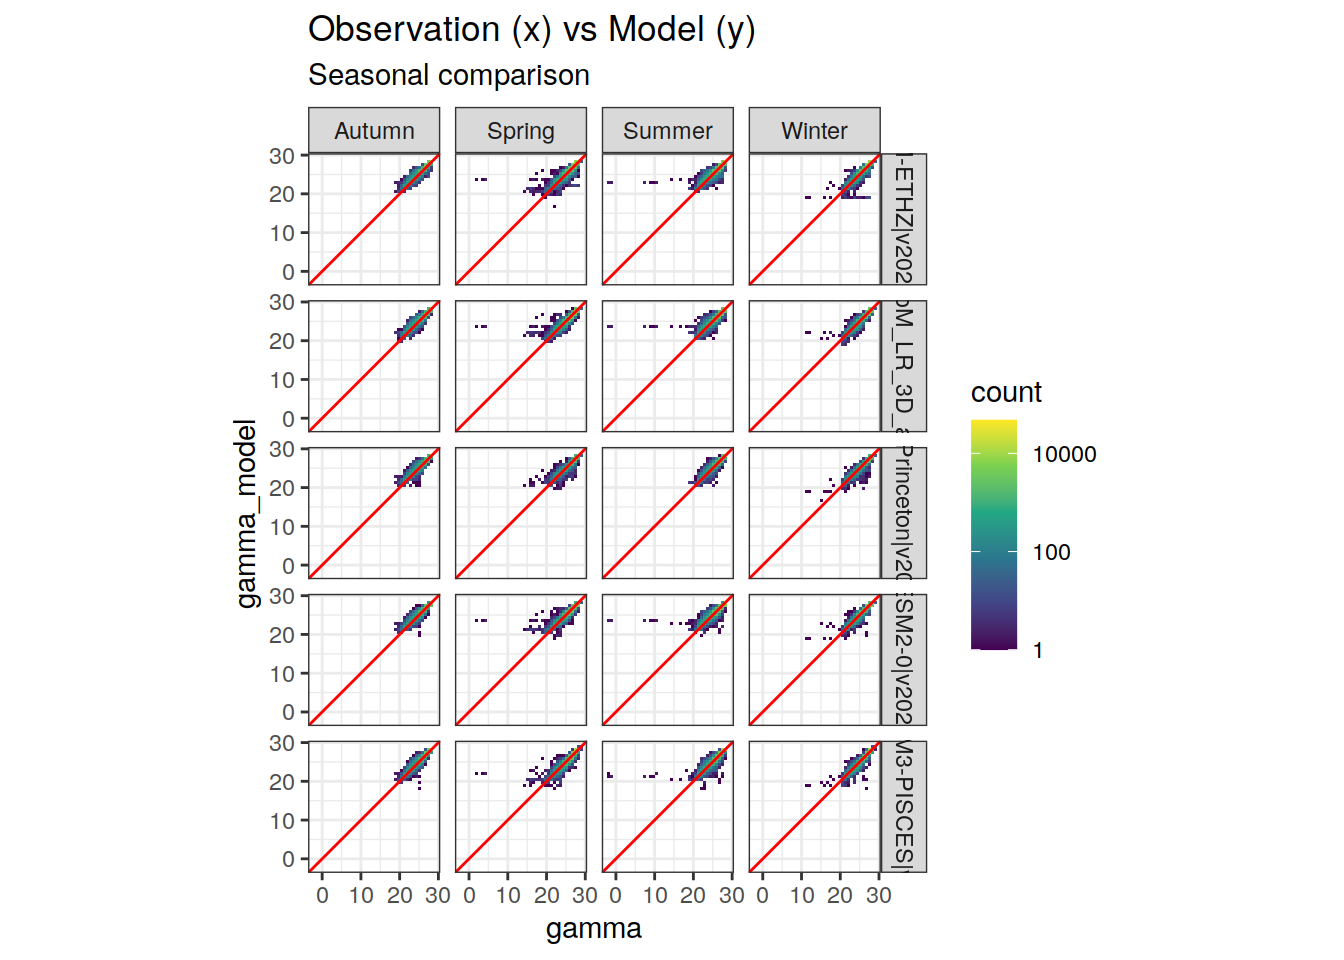 Observation (x) vs Model (y)
Seasonal comparison
Autumn Spring Summer Winter
30
20
10
0
-ETHZ|v202
30
20
10
0
M_LR_3D_
30
20
10
0
Princeton|v20
30
20
10
0
SM2-0|v202
30
20
10
0
M3-PISCES|
gamma_model
0 10 20 30 0 10 20 30 0 10 20 30 0 10 20 30
gamma
count
10000
100
1